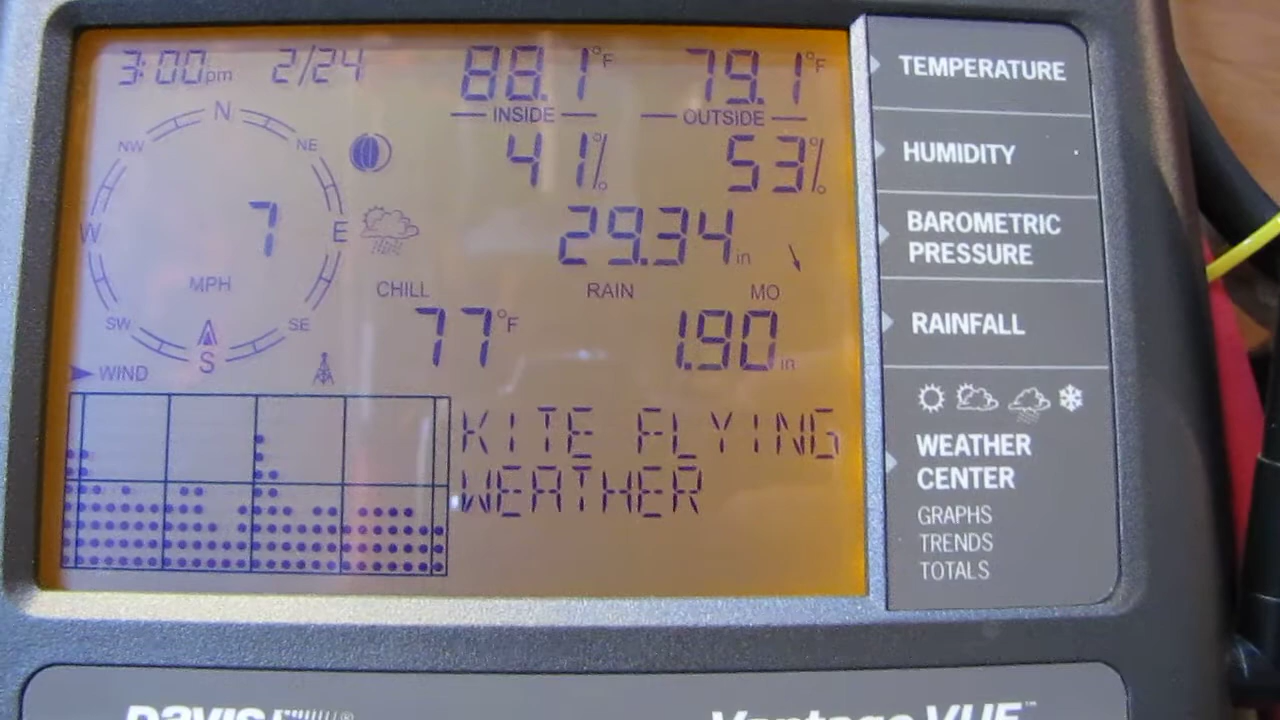 3:00pm 2/24 88.1°F 79.1°F TEMPERATURE
INSIDE OUTSIDE
N
NW NE
41% 53% HUMIDITY
7
W E
29.34in BAROMETRIC
PRESSURE
MPH CHILL RAIN MO
SW SE
77°F 1.90in RAINFALL
S
WIND
KITE FLYING
WEATHER
WEATHER
CENTER
GRAPHS
TRENDS
TOTALS
DAVIS® Vantage VUE™